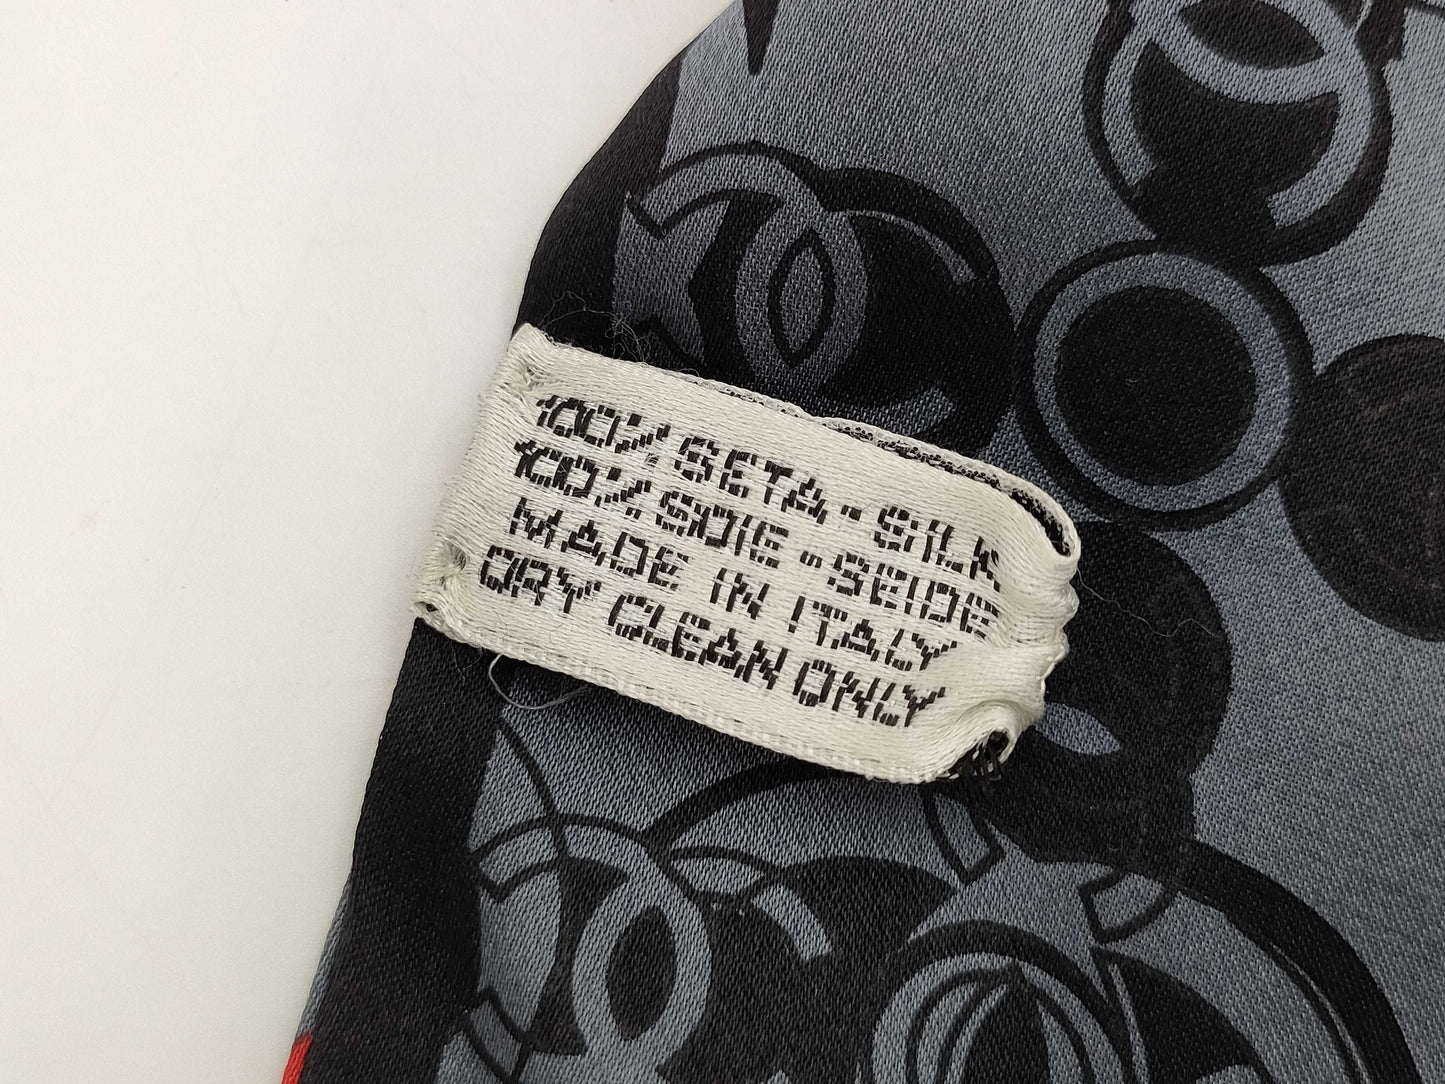 100% SETA - SILK
100% SOIE - SEIDE
MADE IN ITALY
DRY CLEAN ONLY